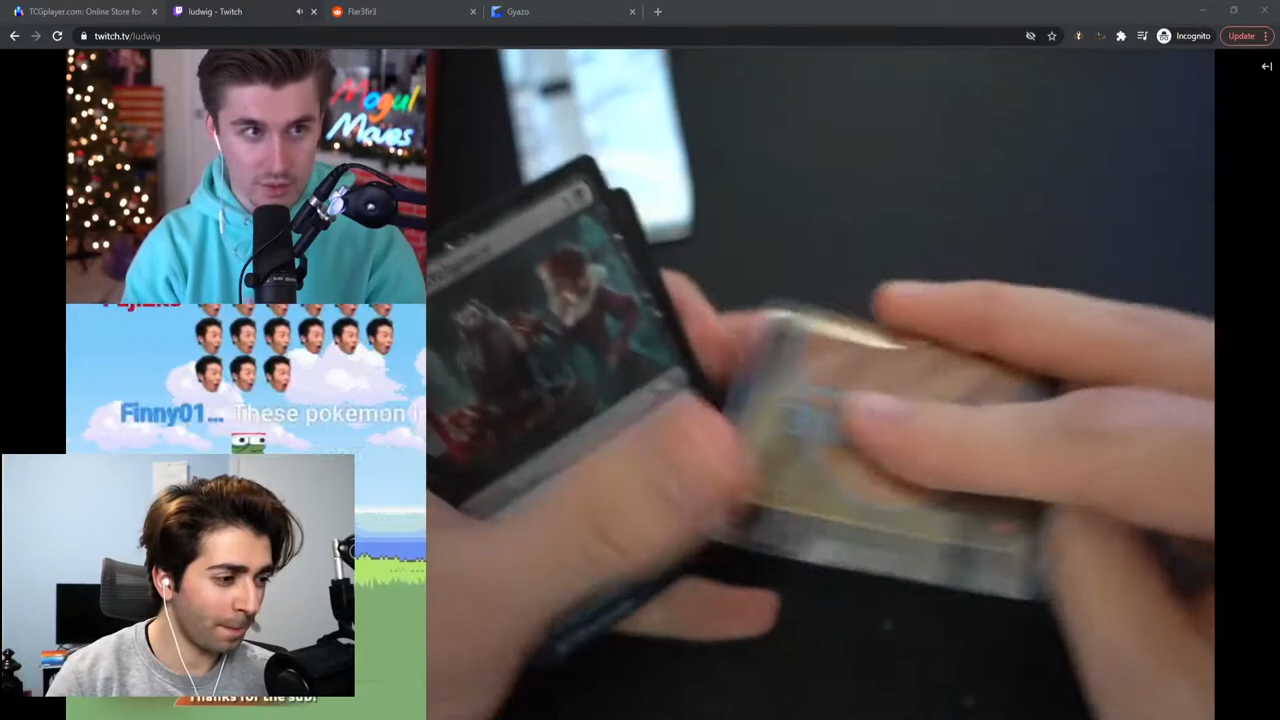 TCGplayer.com: Online Store for
ludwig - Twitch
Flar3fir3
Gyazo
twitch.tv/ludwig
Incognito
Update
Mogul
Moves
Finny01... These pokemon
Thanks for the sub!